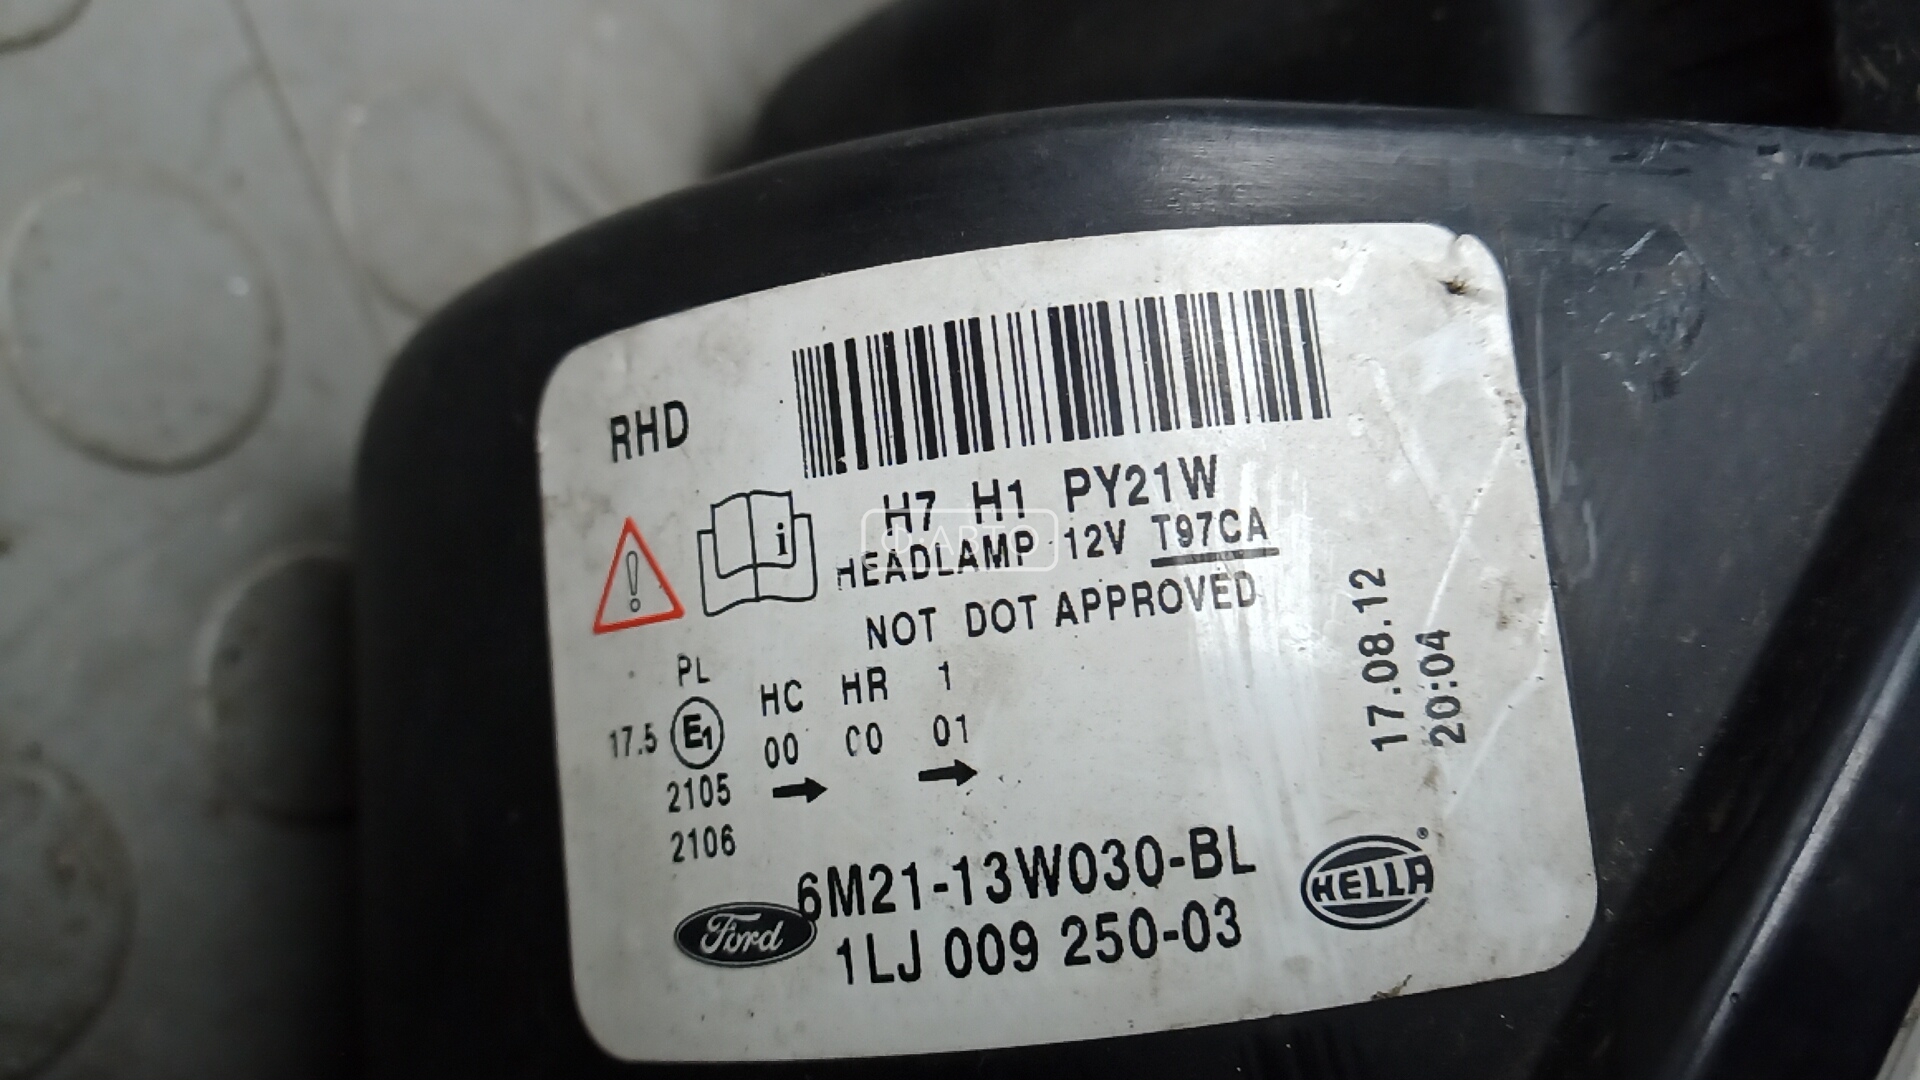 RHD
H7 H1 PY21W
HEADLAMP 12V T97CA
NOT DOT APPROVED
PL
HC HR 1
17.5 E1 00 00 01
2105
2106
17.08.12
20:04
6M21-13W030-BL
Ford
1LJ 009 250-03
HELLA